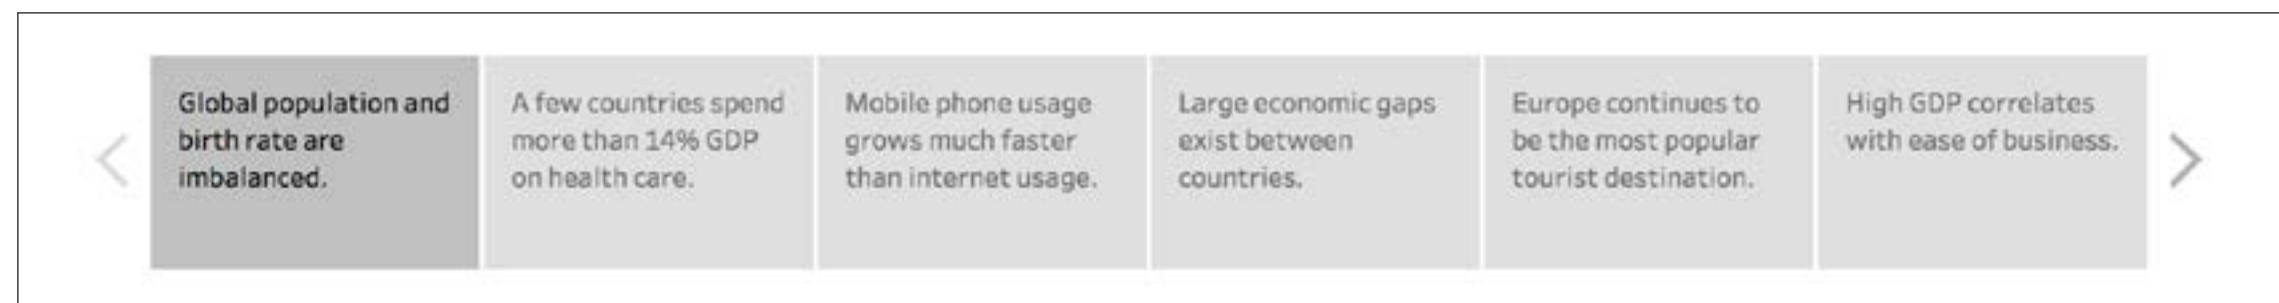 Global population and
birth rate are
imbalanced.
A few countries spend
more than 14% GDP
on health care.
Mobile phone usage
grows much faster
than internet usage.
Large economic gaps
exist between
countries.
Europe continues to
be the most popular
tourist destination.
High GDP correlates
with ease of business.